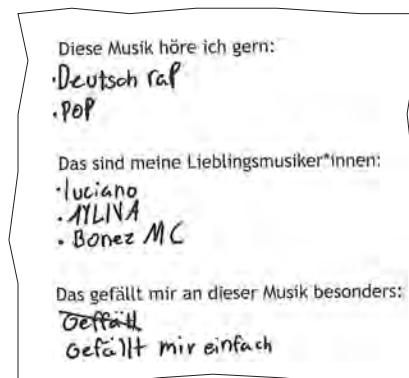 Diese Musik höre ich gern:
·Deutsch raP
·POP
Das sind meine Lieblingsmusiker*innen:
·luciano
·AYLIVA
·Bonez MC
Das gefällt mir an dieser Musik besonders:
Geffällt
Gefällt mir einfach